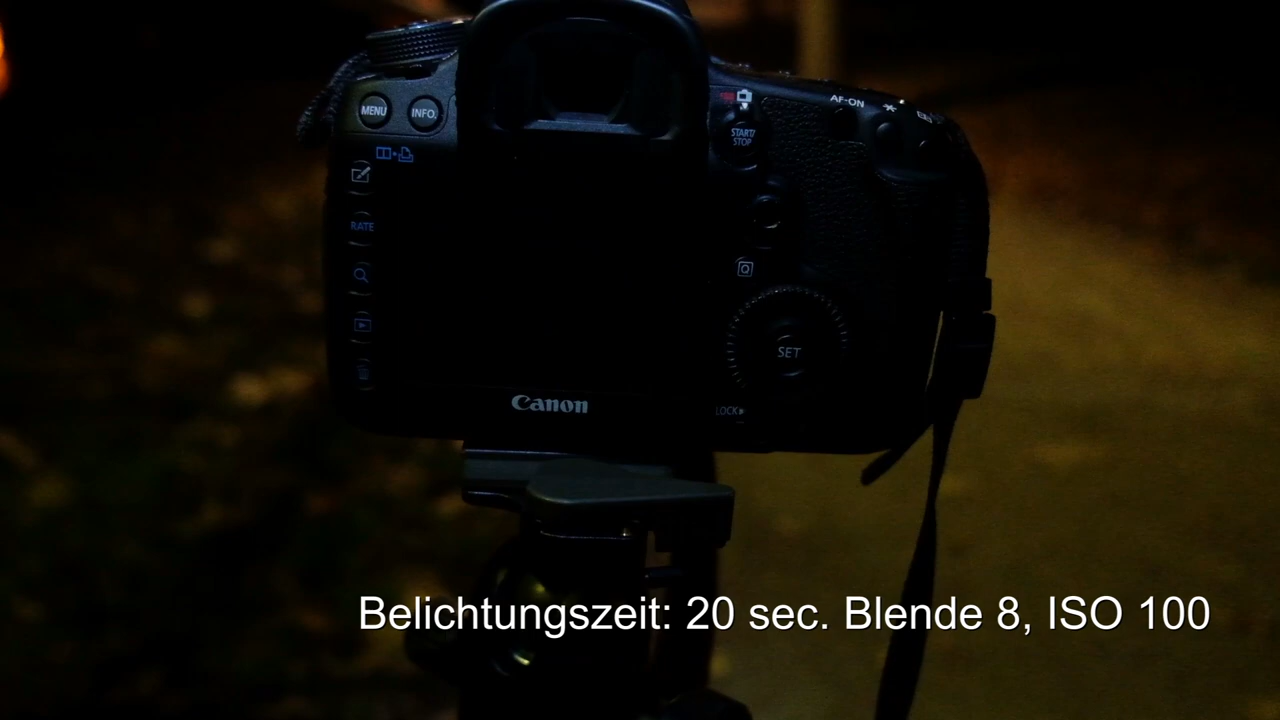 MENU
INFO.
AF-ON
START/
STOP
RATE
Q
SET
Canon
LOCK
Belichtungszeit: 20 sec. Blende 8, ISO 100